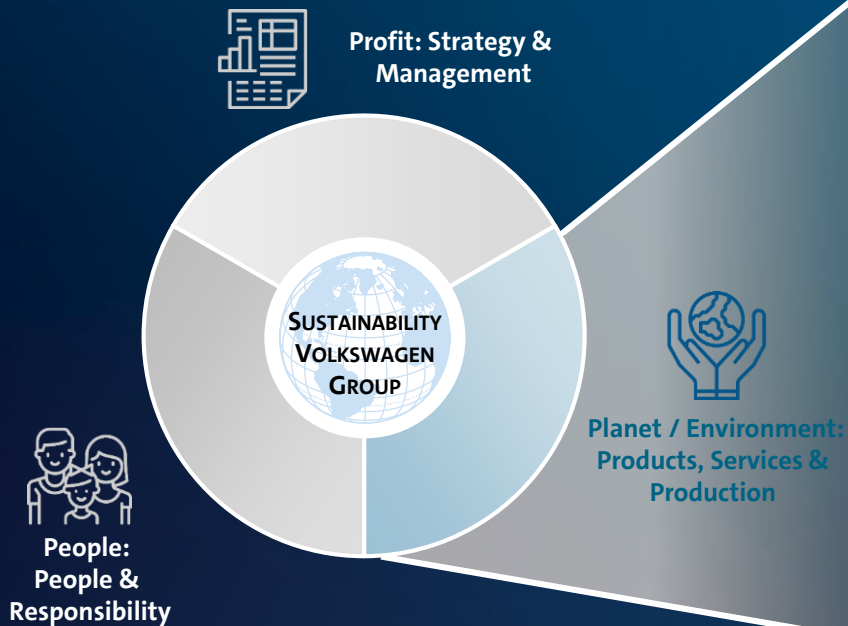 Profit: Strategy &
Management
SUSTAINABILITY
VOLKSWAGEN
GROUP
Planet / Environment:
Products, Services &
Production
People:
People &
Responsibility